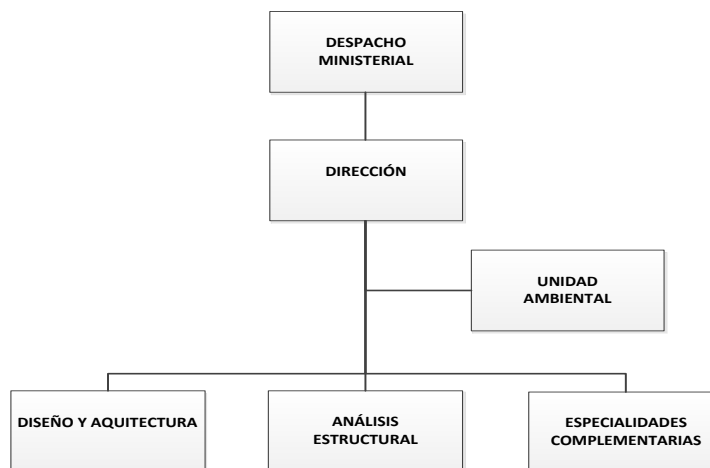 DESPACHO
MINISTERIAL
DIRECCIÓN
UNIDAD
AMBIENTAL
DISEÑO Y AQUITECTURA
ANÁLISIS
ESTRUCTURAL
ESPECIALIDADES
COMPLEMENTARIAS